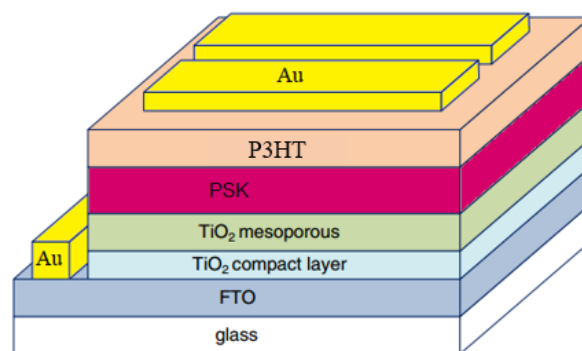 Au
P3HT
PSK
TiO₂ mesoporous
Au
TiO₂ compact layer
FTO
glass